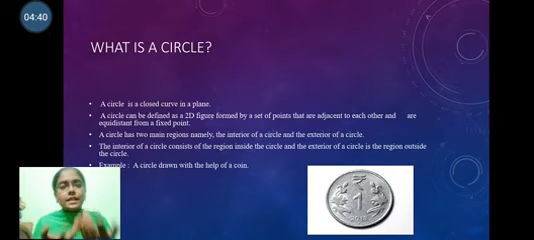 04:40
WHAT IS A CIRCLE?
• A circle is a closed curve in a plane.
• A circle can be defined as a 2D figure formed by a set of points that are adjacent to each other and are
equidistant from a fixed point.
• A circle has two main regions namely, the interior of a circle and the exterior of a circle.
• The interior of a circle consists of the region inside the circle and the exterior of a circle is the region outside
the circle.
• Example : A circle drawn with the help of a coin.
₹
1